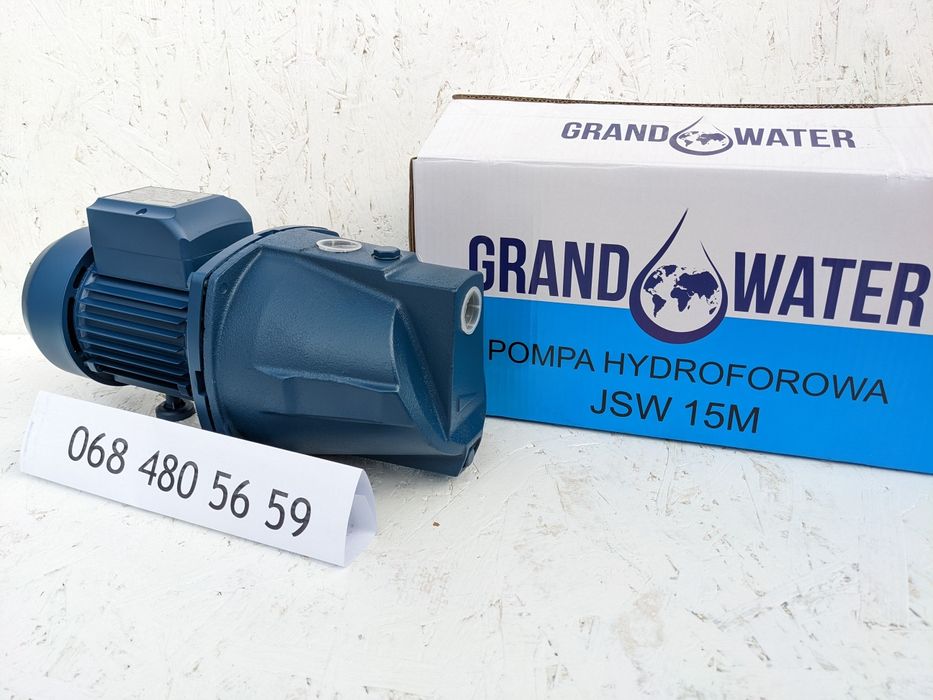 GRAND WATER
GRAND WATER
POMPA HYDROFOROWA
JSW 15M
068 480 56 59